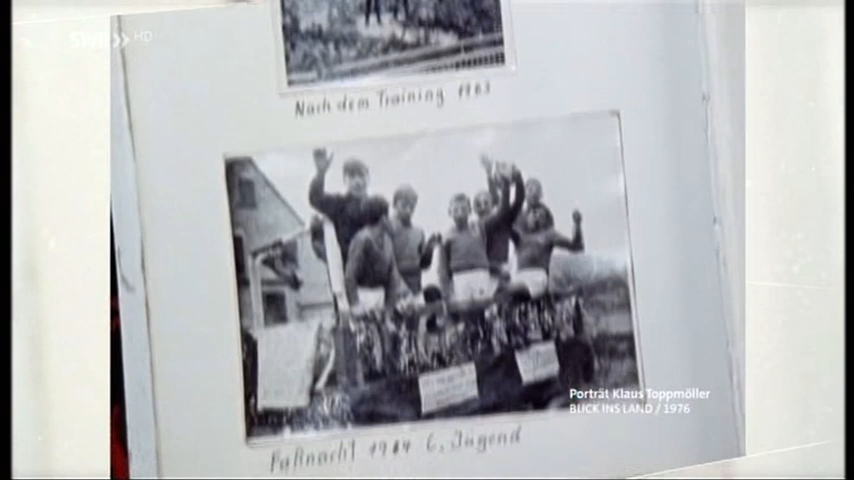 SWR» HD
Nach dem Training 1963
Porträt Klaus Toppmöller
BLICK INS LAND / 1976
Faßnacht 1964 C. Jugend